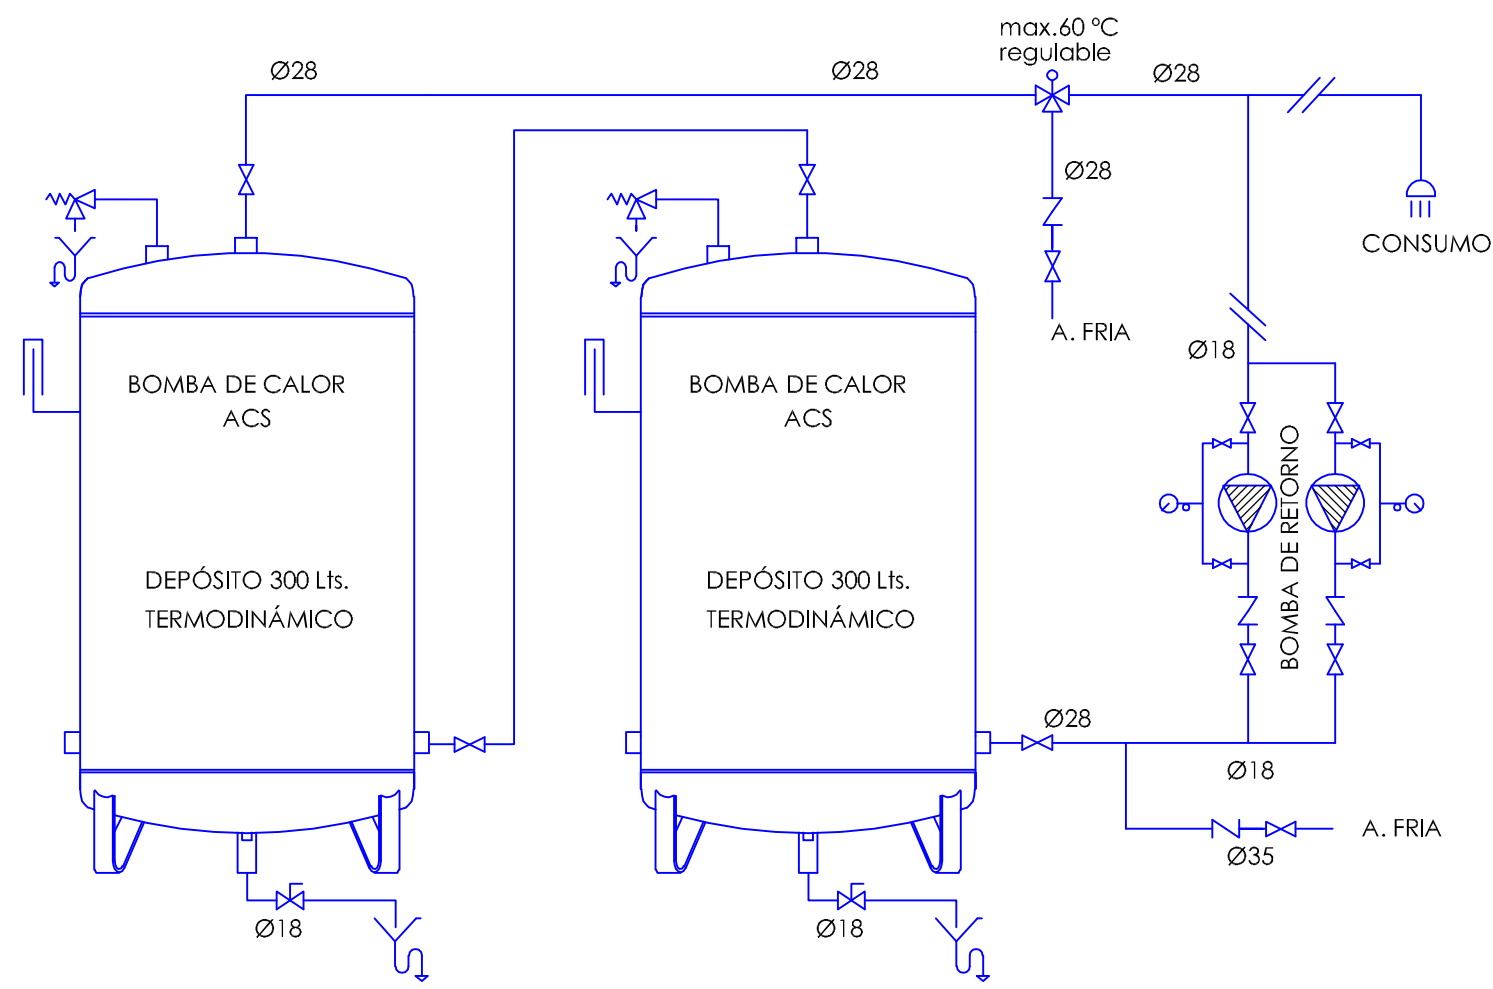 max.60 ºC
regulable
Ø28
Ø28
Ø28
Ø28
CONSUMO
A. FRIA
Ø18
BOMBA DE CALOR
ACS
BOMBA DE CALOR
ACS
BOMBA DE RETORNO
DEPÓSITO 300 Lts.
TERMODINÁMICO
DEPÓSITO 300 Lts.
TERMODINÁMICO
Ø28
Ø18
A. FRIA
Ø35
Ø18
Ø18